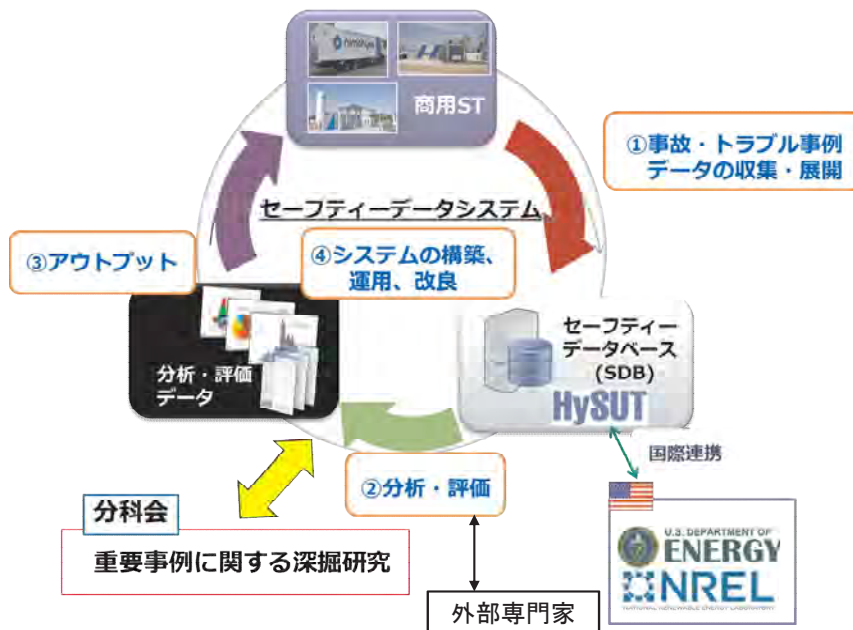 商用ST
①事故・トラブル事例
データの収集・展開
セーフティーデータシステム
③アウトプット
④システムの構築、
運用、改良
セーフティー
データベース
(SDB)
HySUT
分析・評価
データ
国際連携
②分析・評価
分科会
重要事例に関する深掘研究
外部専門家
U.S. DEPARTMENT OF
ENERGY
NREL
NATIONAL RENEWABLE ENERGY LABORATORY